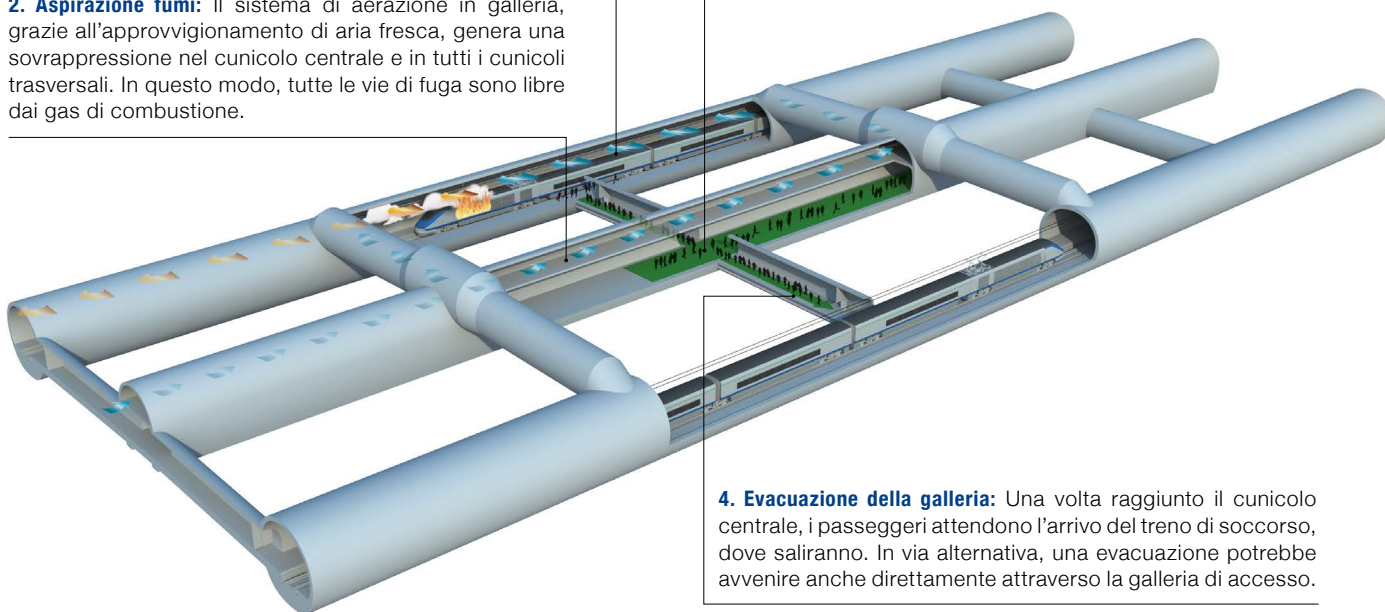 2. Aspirazione fumi: Il sistema di aerazione in galleria,
grazie all’approvvigionamento di aria fresca, genera una
sovrappressione nel cunicolo centrale e in tutti i cunicoli
trasversali. In questo modo, tutte le vie di fuga sono libre
dai gas di combustione.
4. Evacuazione della galleria: Una volta raggiunto il cunicolo
centrale, i passeggeri attendono l’arrivo del treno di soccorso,
dove saliranno. In via alternativa, una evacuazione potrebbe
avvenire anche direttamente attraverso la galleria di accesso.